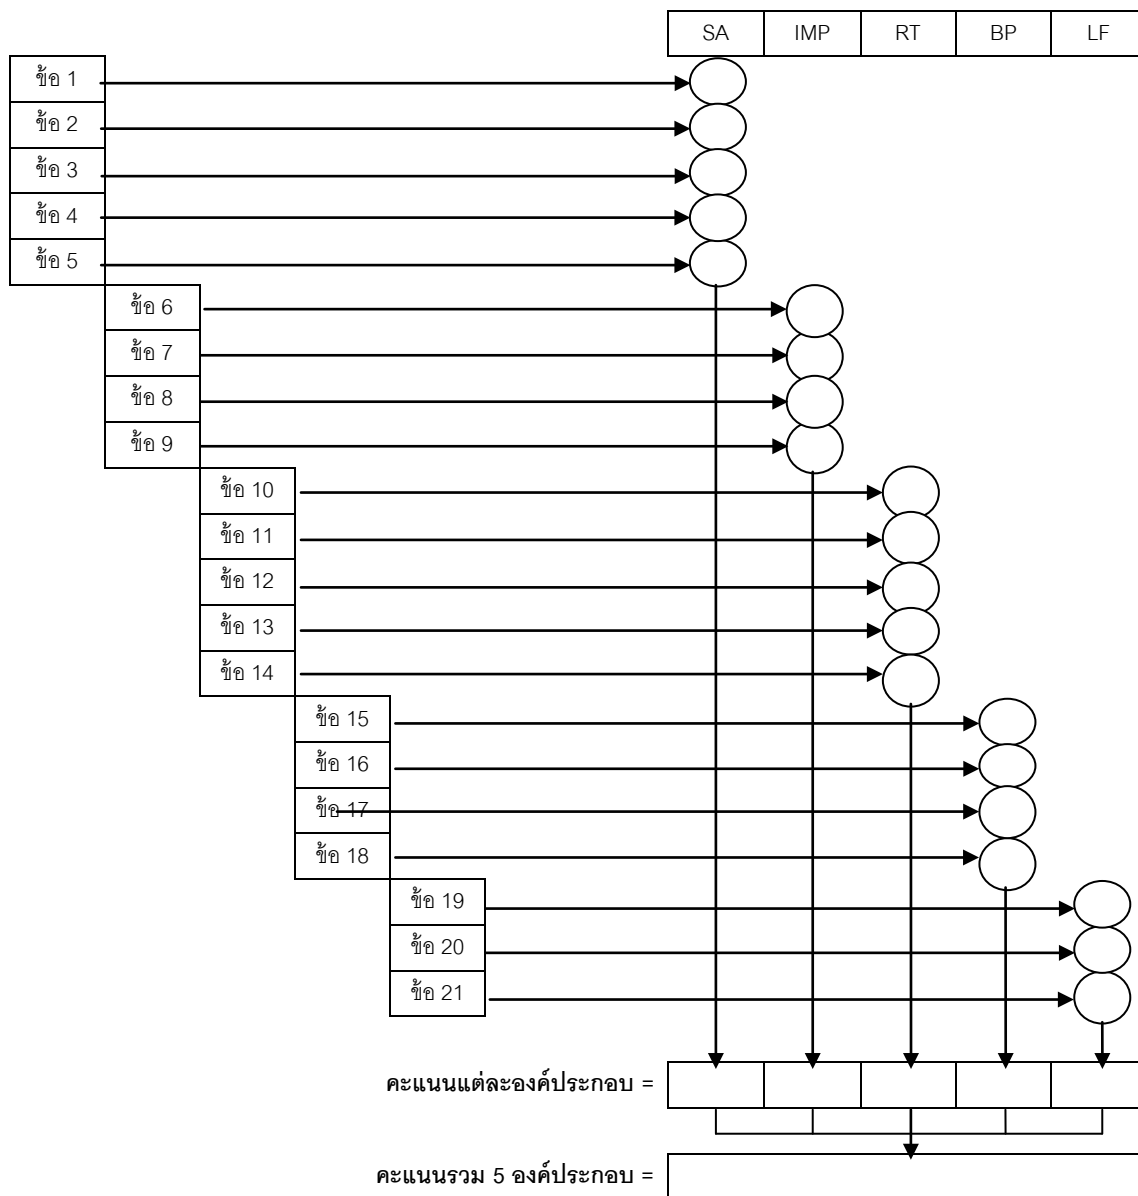 SA IMP RT BP LF
ข้อ 1
ข้อ 2
ข้อ 3
ข้อ 4
ข้อ 5
ข้อ 6
ข้อ 7
ข้อ 8
ข้อ 9
ข้อ 10
ข้อ 11
ข้อ 12
ข้อ 13
ข้อ 14
ข้อ 15
ข้อ 16
ข้อ 17
ข้อ 18
ข้อ 19
ข้อ 20
ข้อ 21
คะแนนแต่ละองค์ประกอบ =
คะแนนรวม 5 องค์ประกอบ =